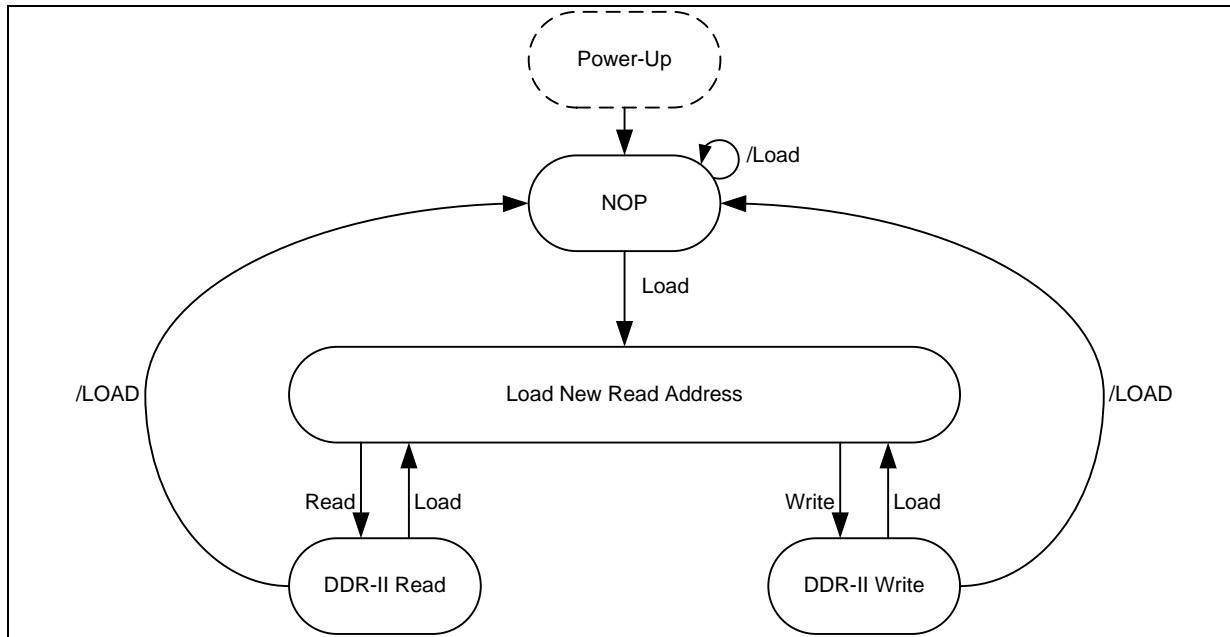 Power-Up
/Load
NOP
Load
/LOAD
Load New Read Address
/LOAD
Read
Load
Write
Load
DDR-II Read
DDR-II Write